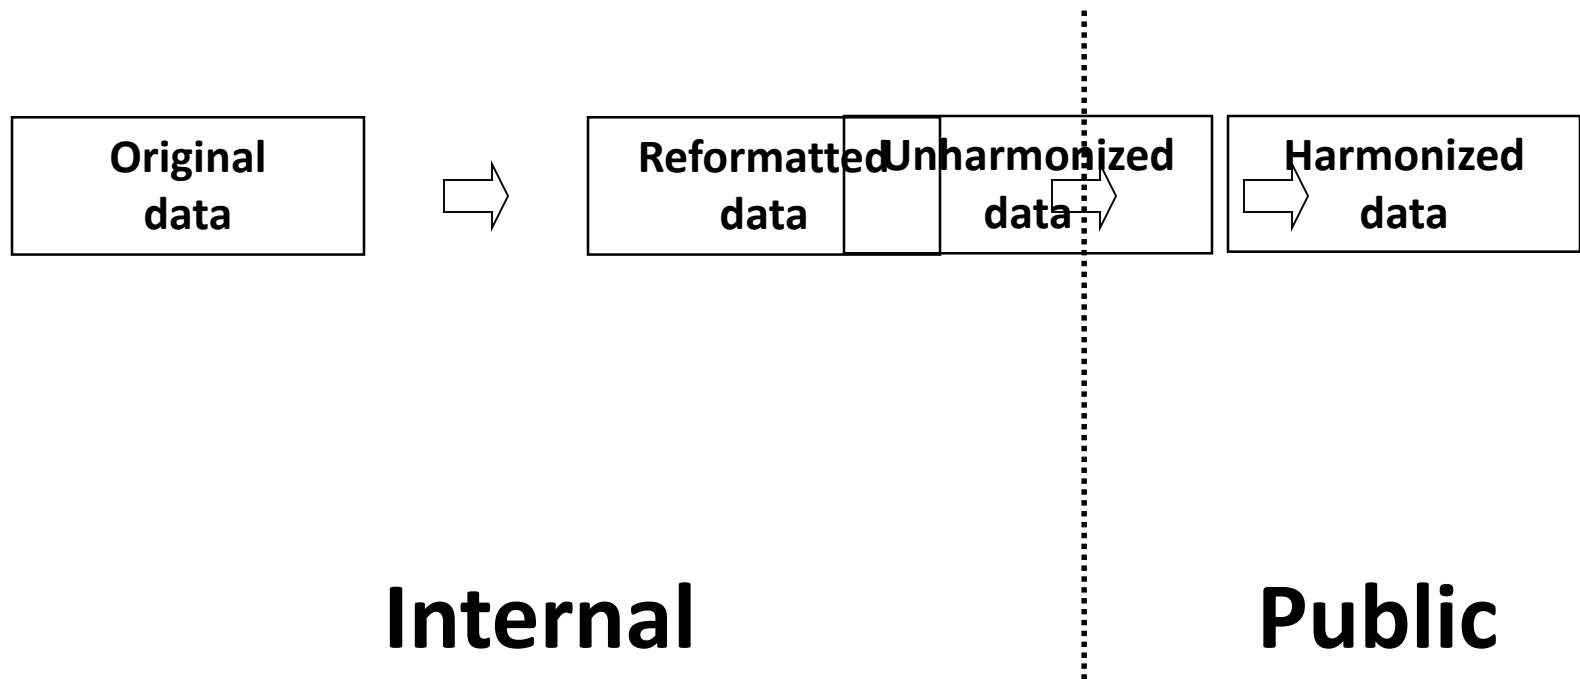 Original
data
Reformatted
data
Unharmonized
data
Harmonized
data
Internal
Public